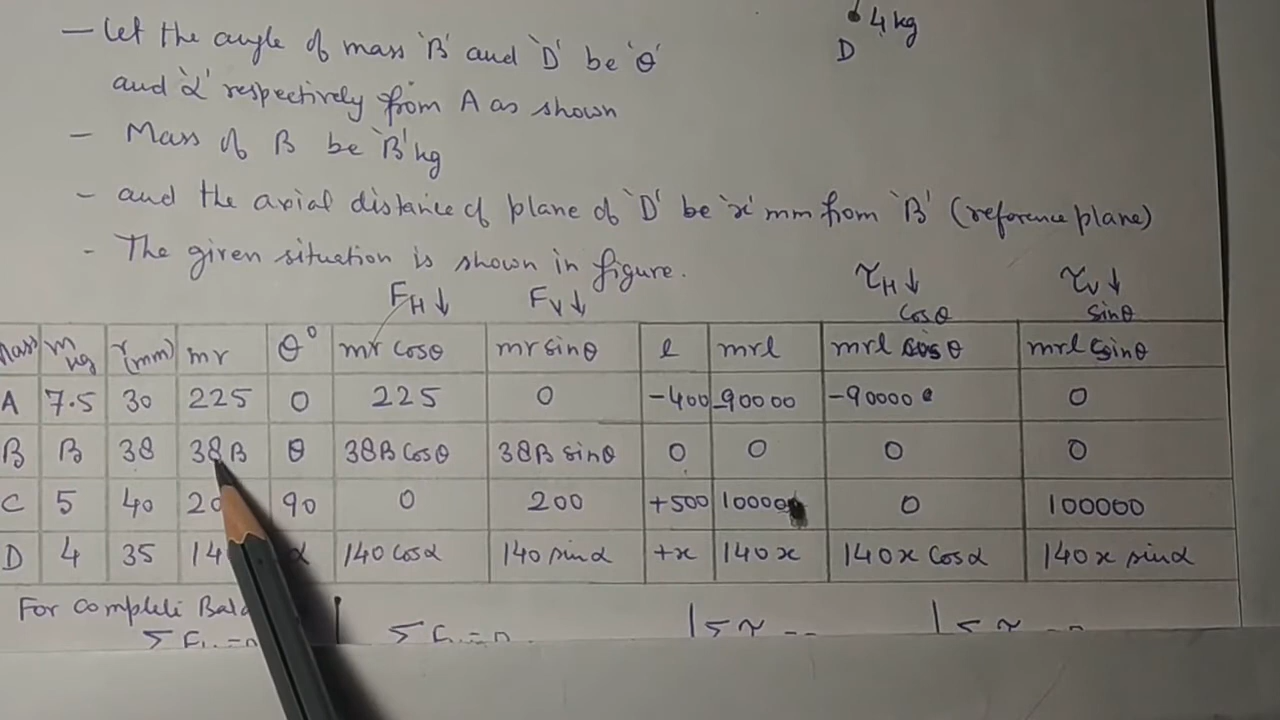 4 kg
D
- Let the angle of mass 'B' and 'D' be 'θ'
and 'α' respectively from A as shown
- Mass of B be 'B' kg
- and the axial distance of plane of 'D' be 'x' mm from 'B' (reference plane)
- The given situation is shown in figure.
FH↓ FV↓ τH↓ τV↓
cosθ sinθ
Mass m kg r(mm) mr θ° mr cosθ mr sinθ l mrl mrl cosθ mrl sinθ
A 7.5 30 225 0 225 0 -400 -90000 -90000 0
B B 38 38B θ 38B cosθ 38B sinθ 0 0 0 0
C 5 40 20 90 0 200 +500 100000 0 100000
D 4 35 14 α 140 cosα 140 sinα +x 140x 140x cosα 140x sinα
For complete